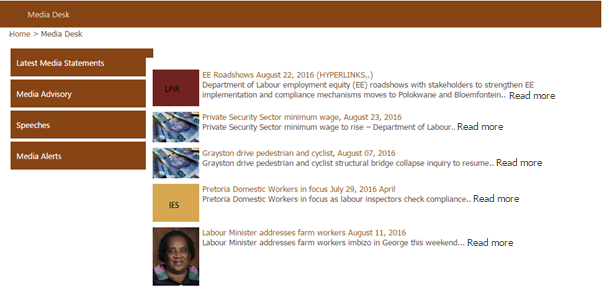 Media Desk
Home > Media Desk
Latest Media Statements
Media Advisory
Speeches
Media Alerts
LPIR
EE Roadshows August 22, 2016 (HYPERLINKS..)
Department of Labour employment equity (EE) roadshows with stakeholders to strengthen EE
implementation and compliance mechanisms moves to Polokwane and Bloemfontein.. Read more
Private Security Sector minimum wage, August 23, 2016
Private Security Sector minimum wage to rise – Department of Labour.. Read more
Grayston drive pedestrian and cyclist, August 07, 2016
Grayston drive pedestrian and cyclist structural bridge collapse inquiry to resume.. Read more
IES
Pretoria Domestic Workers in focus July 29, 2016 April
Pretoria Domestic Workers in focus as labour inspectors check compliance.. Read more
Labour Minister addresses farm workers August 11, 2016
Labour Minister addresses farm workers imbizo in George this weekend... Read more